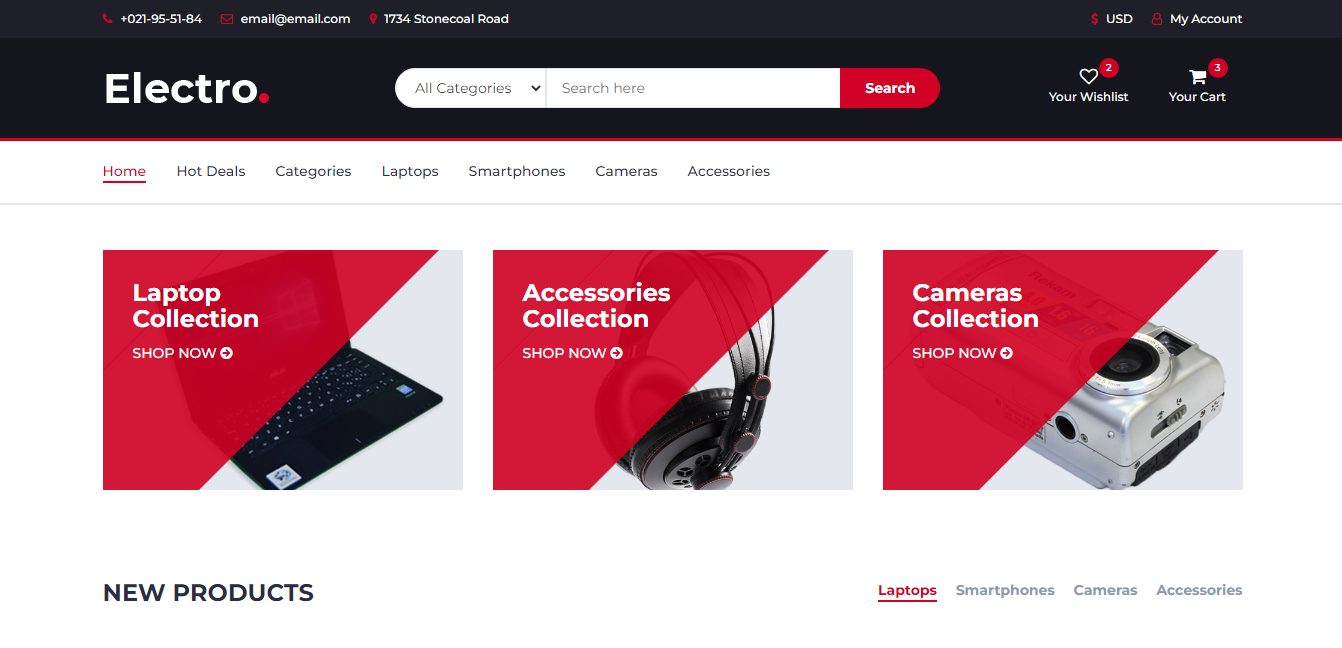 +021-95-51-84 email@email.com 1734 Stonecoal Road $ USD My Account
Electro.
All Categories Search here Search
2
3
Your Wishlist Your Cart
Home Hot Deals Categories Laptops Smartphones Cameras Accessories
Laptop
Collection
SHOP NOW
Accessories
Collection
SHOP NOW
Cameras
Collection
SHOP NOW
Rekam
NEW PRODUCTS
Laptops Smartphones Cameras Accessories